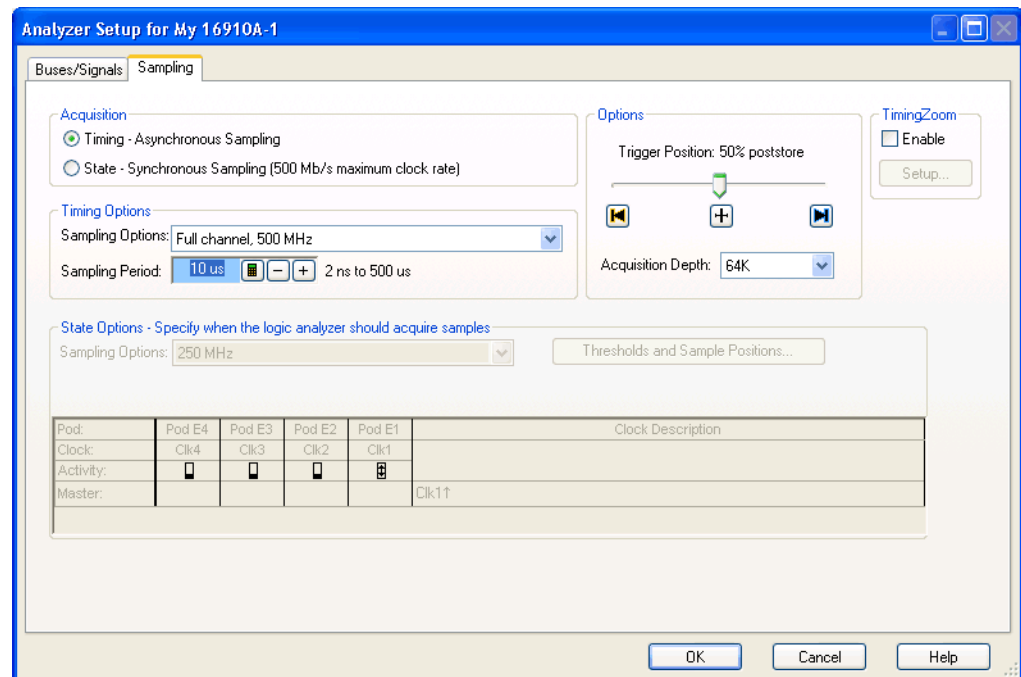 Analyzer Setup for My 16910A-1
Buses/Signals Sampling
Acquisition
Timing - Asynchronous Sampling
State - Synchronous Sampling (500 Mb/s maximum clock rate)
Options
Trigger Position: 50% poststore
Acquisition Depth: 64K
TimingZoom
Enable
Setup...
Timing Options
Sampling Options: Full channel, 500 MHz
Sampling Period: 10 us 2 ns to 500 us
State Options - Specify when the logic analyzer should acquire samples
Sampling Options: 250 MHz
Thresholds and Sample Positions...
Pod: Pod E4 Pod E3 Pod E2 Pod E1 Clock Description
Clock: Clk4 Clk3 Clk2 Clk1
Activity:
Master: Clk1↑
OK Cancel Help